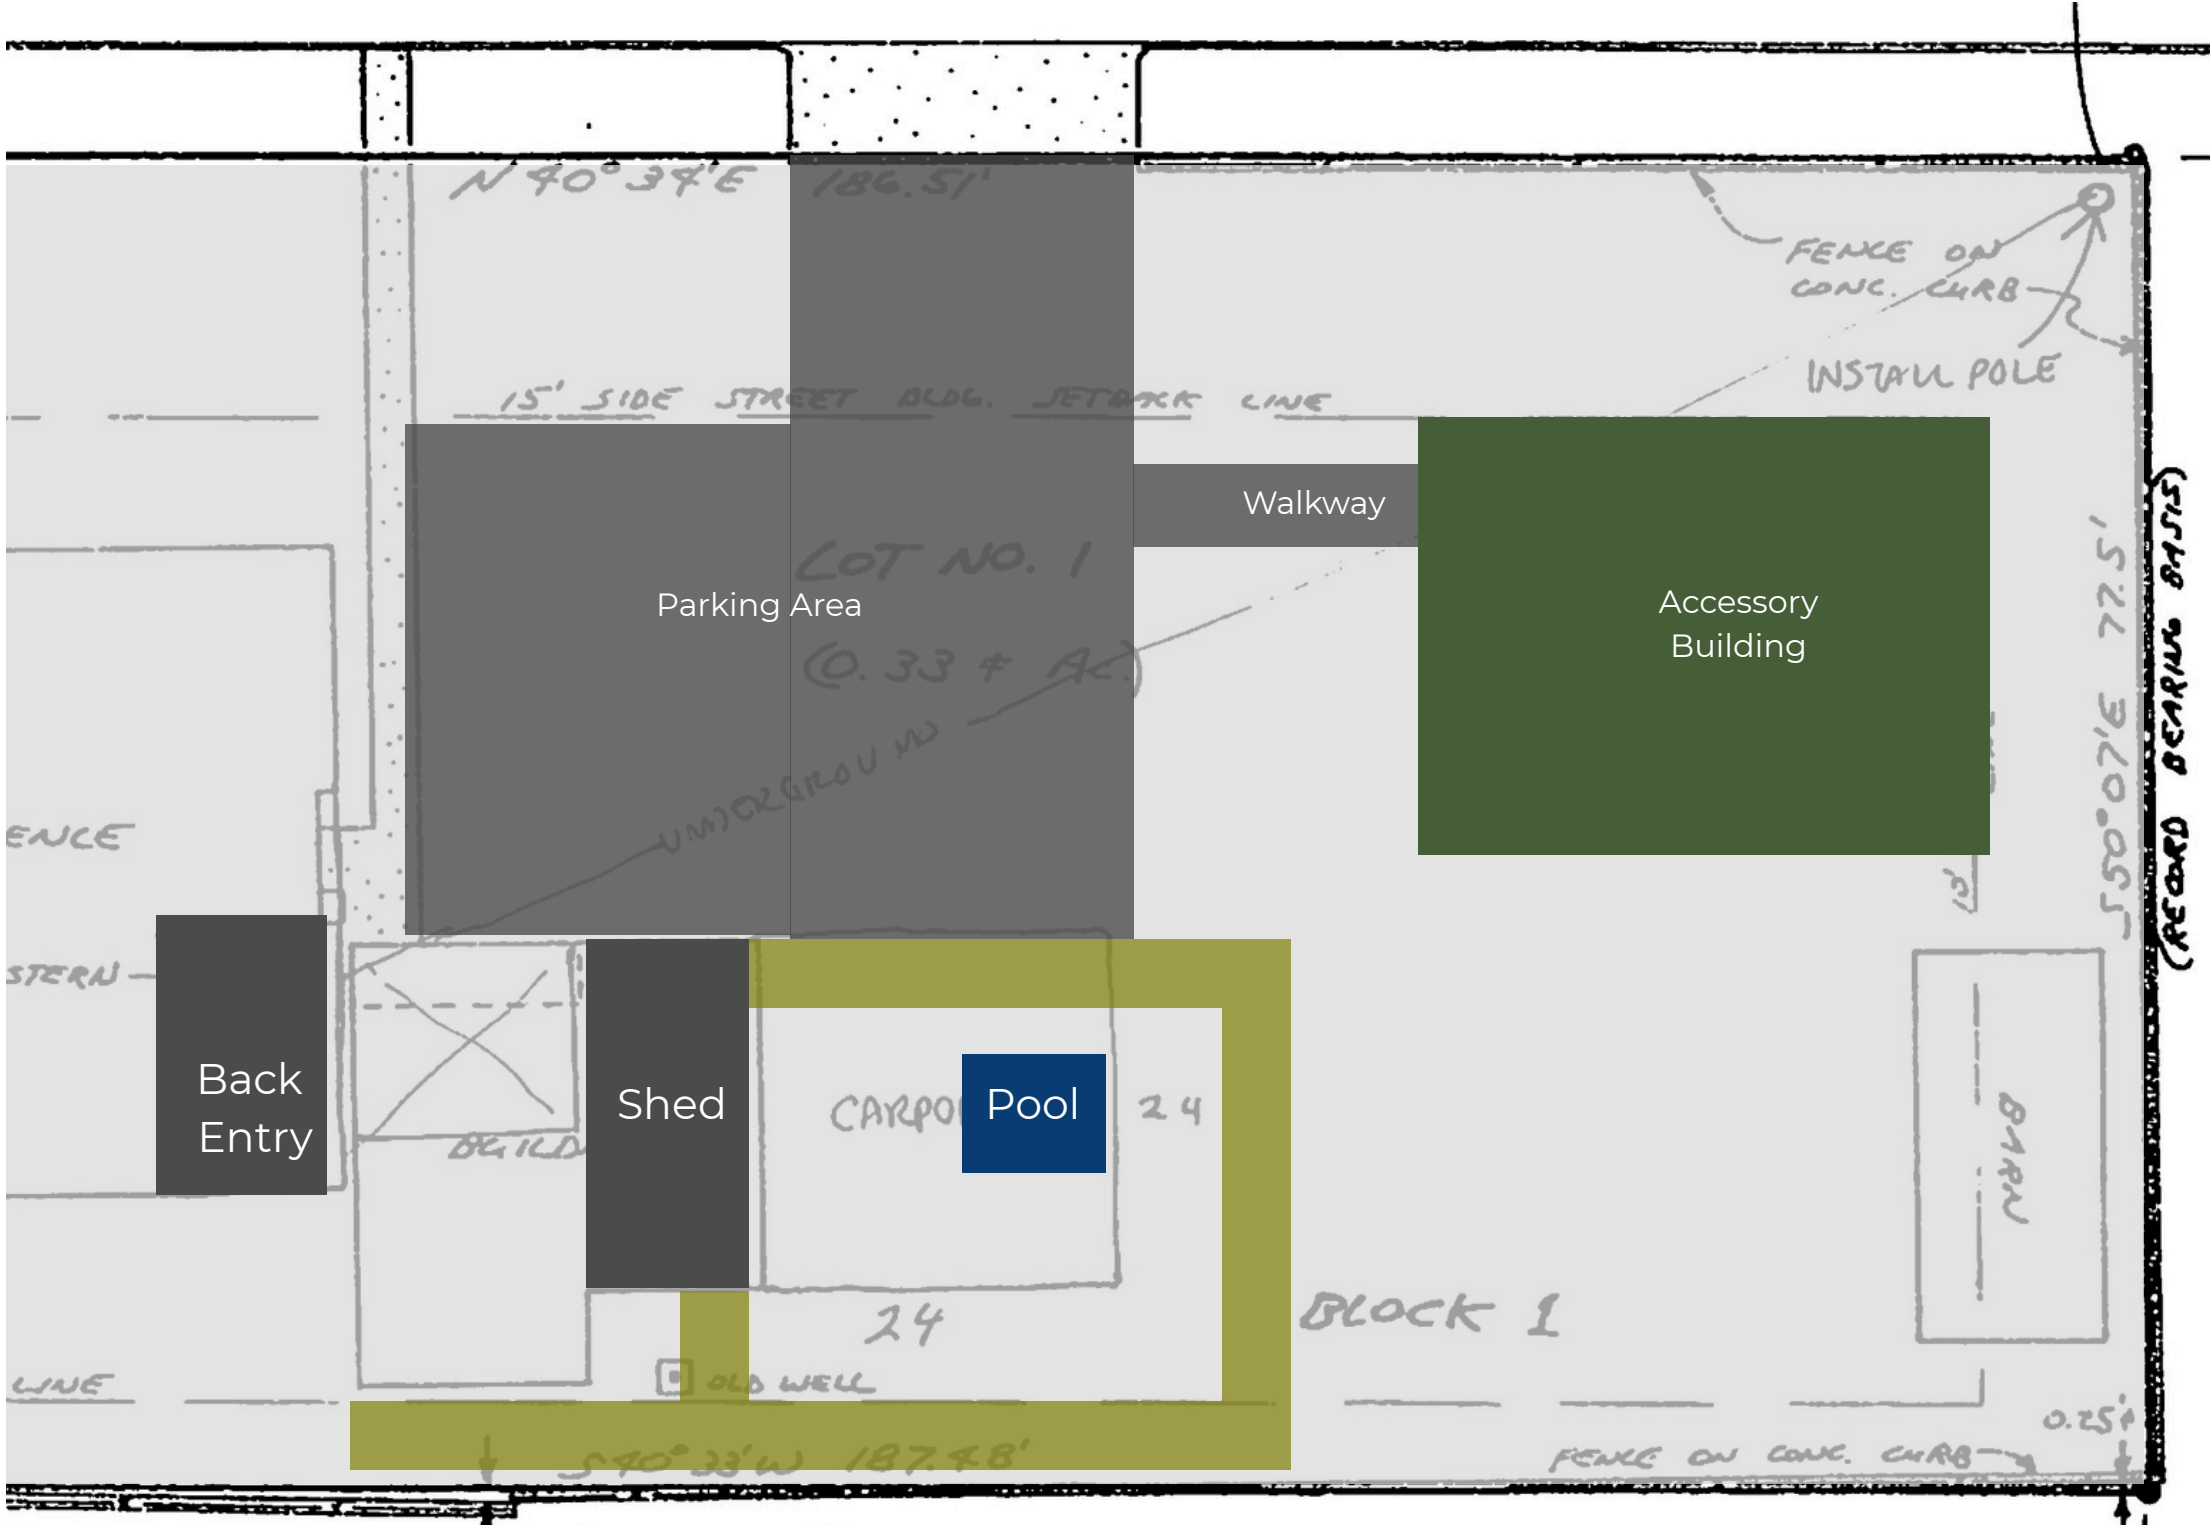 N 40° 34' E 186.51'
FENCE ON
CONC. CURB
INSTALL POLE
15' SIDE STREET BLDG. SETBACK LINE
Walkway
LOT NO. 1
Parking Area
(0.33 ± AC.)
Accessory
Building
UNDERGROUND
S50°07'E 77.5'
(RECORD BEARING BASIS)
ENCE
10'
STERN
Back
Entry
BUILD
Shed
CARPO
Pool
24
BARN
24
BLOCK 1
LINE
OLD WELL
0.25'
S40°33'W 187.48'
FENCE ON CONC. CURB